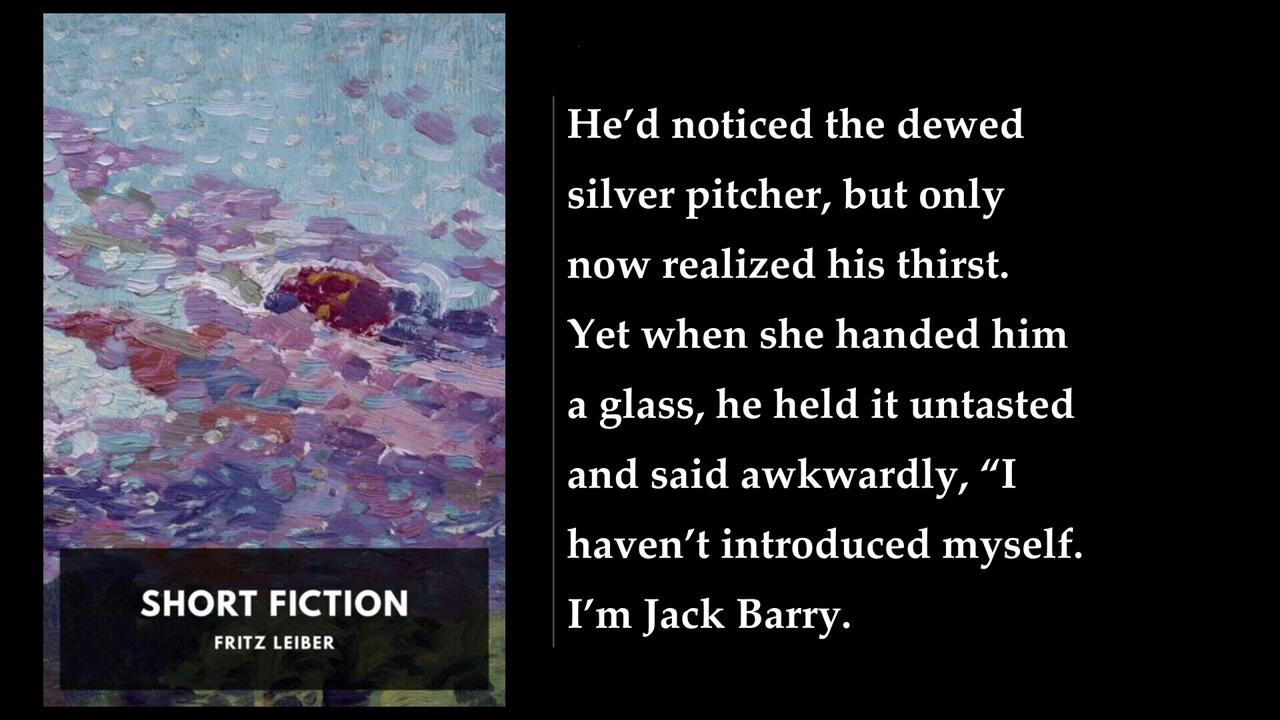 SHORT FICTION
FRITZ LEIBER
He’d noticed the dewed
silver pitcher, but only
now realized his thirst.
Yet when she handed him
a glass, he held it untasted
and said awkwardly, “I
haven’t introduced myself.
I’m Jack Barry.